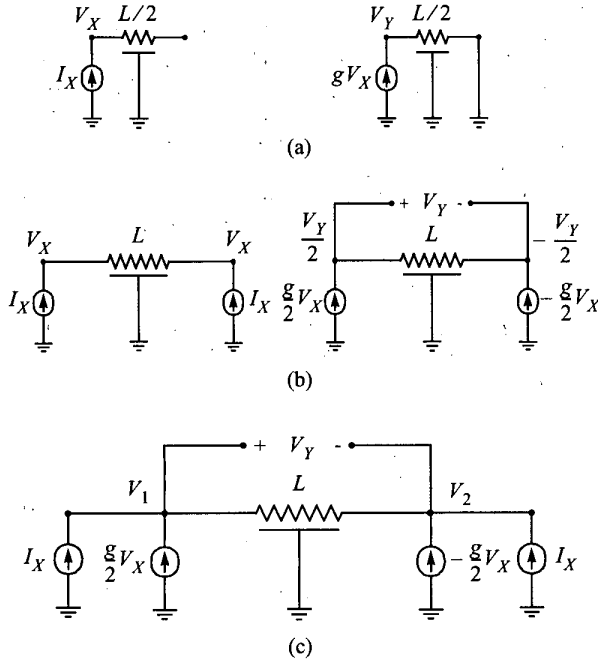 V_X L/2
V_Y L/2
I_X
gV_X
(a)
+ V_Y -
V_X L V_X
V_Y/2 L - V_Y/2
I_X I_X
g/2 V_X - g/2 V_X
(b)
+ V_Y -
V_1 L V_2
I_X g/2 V_X - g/2 V_X I_X
(c)